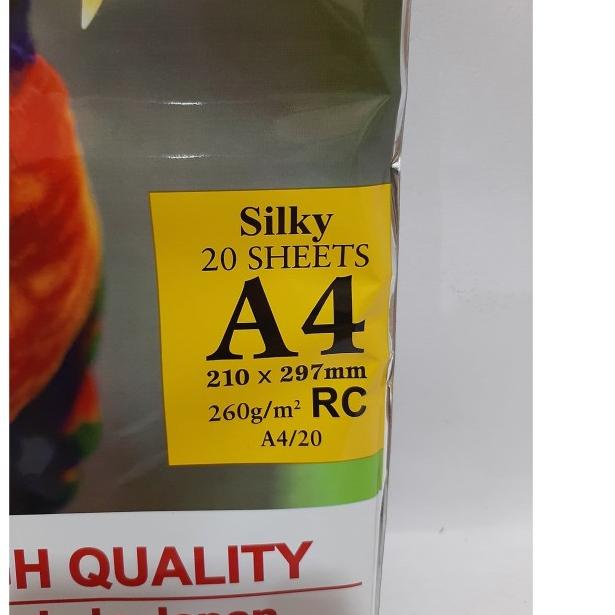 Silky
20 SHEETS
A4
210 x 297mm
260g/m² RC
A4/20
QUALITY